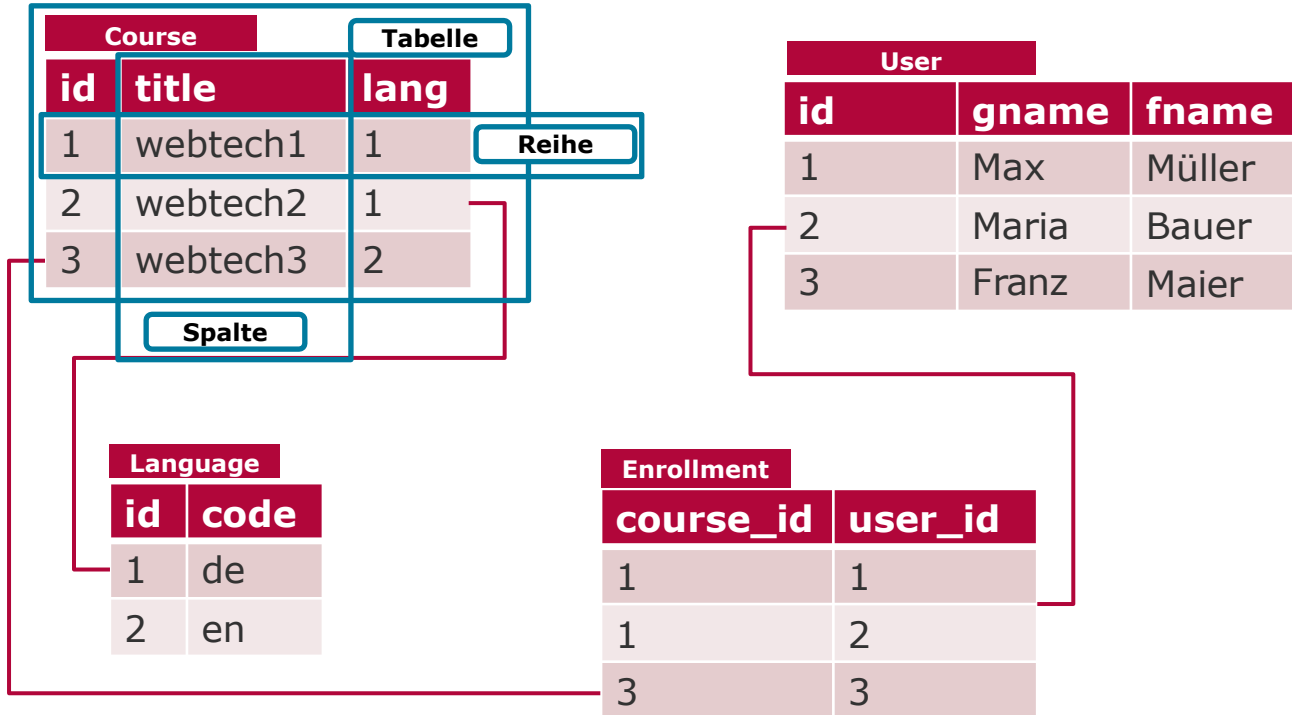 Course
Tabelle
id title lang
1 webtech1 1
Reihe
2 webtech2 1
3 webtech3 2
Spalte
User
id gname fname
1 Max Müller
2 Maria Bauer
3 Franz Maier
Language
id code
1 de
2 en
Enrollment
course_id user_id
1 1
1 2
3 3